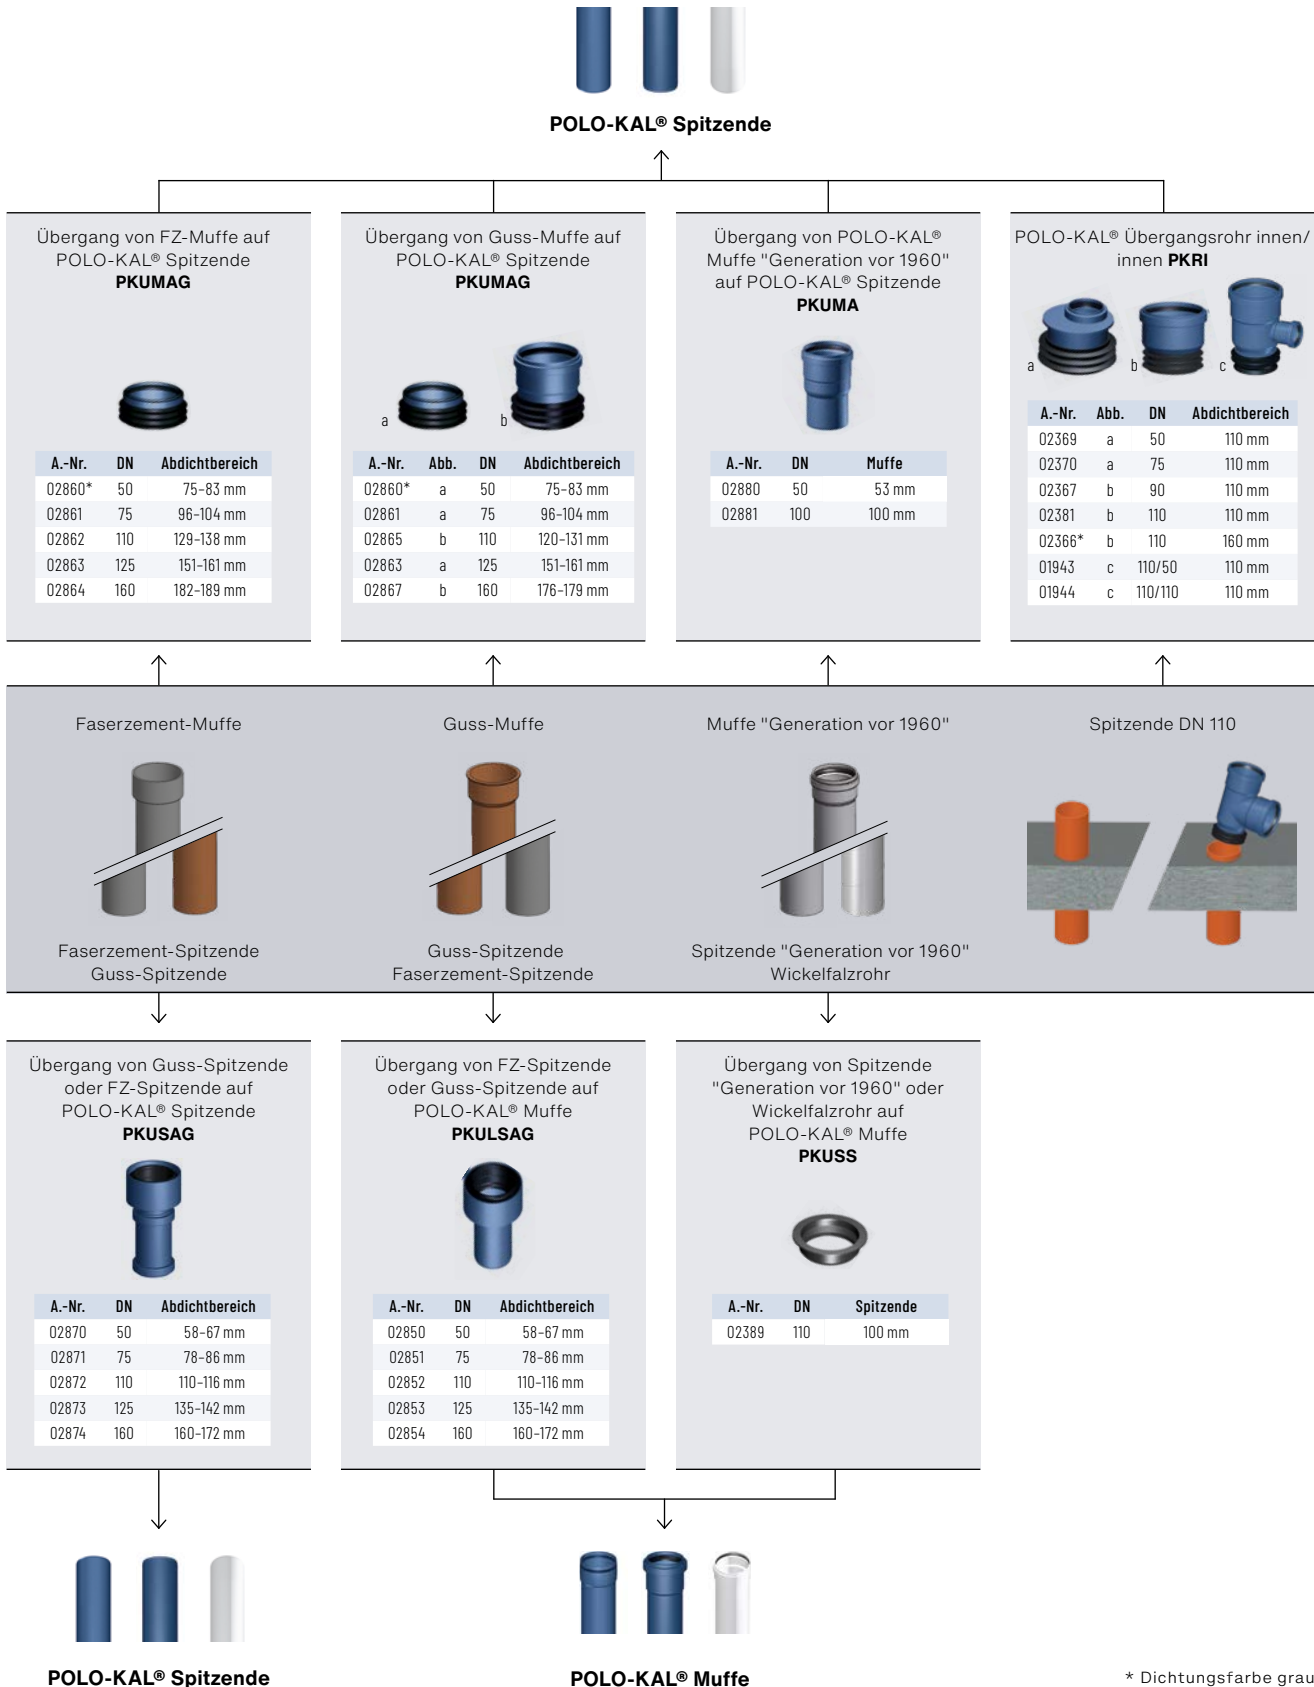 POLO-KAL® Spitzende
Übergang von FZ-Muffe auf
POLO-KAL® Spitzende
PKUMAG
A.-Nr. DN Abdichtbereich
02860* 50 75–83 mm
02861 75 96–104 mm
02862 110 129–138 mm
02863 125 151–161 mm
02864 160 182–189 mm
Übergang von Guss-Muffe auf
POLO-KAL® Spitzende
PKUMAG
a b
A.-Nr. Abb. DN Abdichtbereich
02860* a 50 75–83 mm
02861 a 75 96–104 mm
02865 b 110 120–131 mm
02863 a 125 151–161 mm
02867 b 160 176–179 mm
Übergang von POLO-KAL®
Muffe "Generation vor 1960"
auf POLO-KAL® Spitzende
PKUMA
A.-Nr. DN Muffe
02880 50 53 mm
02881 100 100 mm
POLO-KAL® Übergangsrohr innen/
innen PKRI
a b c
A.-Nr. Abb. DN Abdichtbereich
02369 a 50 110 mm
02370 a 75 110 mm
02367 b 90 110 mm
02381 b 110 110 mm
02366* b 110 160 mm
01943 c 110/50 110 mm
01944 c 110/110 110 mm
Faserzement-Muffe
Guss-Muffe
Muffe "Generation vor 1960"
Spitzende DN 110
Faserzement-Spitzende
Guss-Spitzende
Guss-Spitzende
Faserzement-Spitzende
Spitzende "Generation vor 1960"
Wickelfalzrohr
Übergang von Guss-Spitzende
oder FZ-Spitzende auf
POLO-KAL® Spitzende
PKUSAG
A.-Nr. DN Abdichtbereich
02870 50 58–67 mm
02871 75 78–86 mm
02872 110 110–116 mm
02873 125 135–142 mm
02874 160 160–172 mm
Übergang von FZ-Spitzende
oder Guss-Spitzende auf
POLO-KAL® Muffe
PKULSAG
A.-Nr. DN Abdichtbereich
02850 50 58–67 mm
02851 75 78–86 mm
02852 110 110–116 mm
02853 125 135–142 mm
02854 160 160–172 mm
Übergang von Spitzende
"Generation vor 1960" oder
Wickelfalzrohr auf
POLO-KAL® Muffe
PKUSS
A.-Nr. DN Spitzende
02389 110 100 mm
POLO-KAL® Spitzende
POLO-KAL® Muffe
* Dichtungsfarbe grau